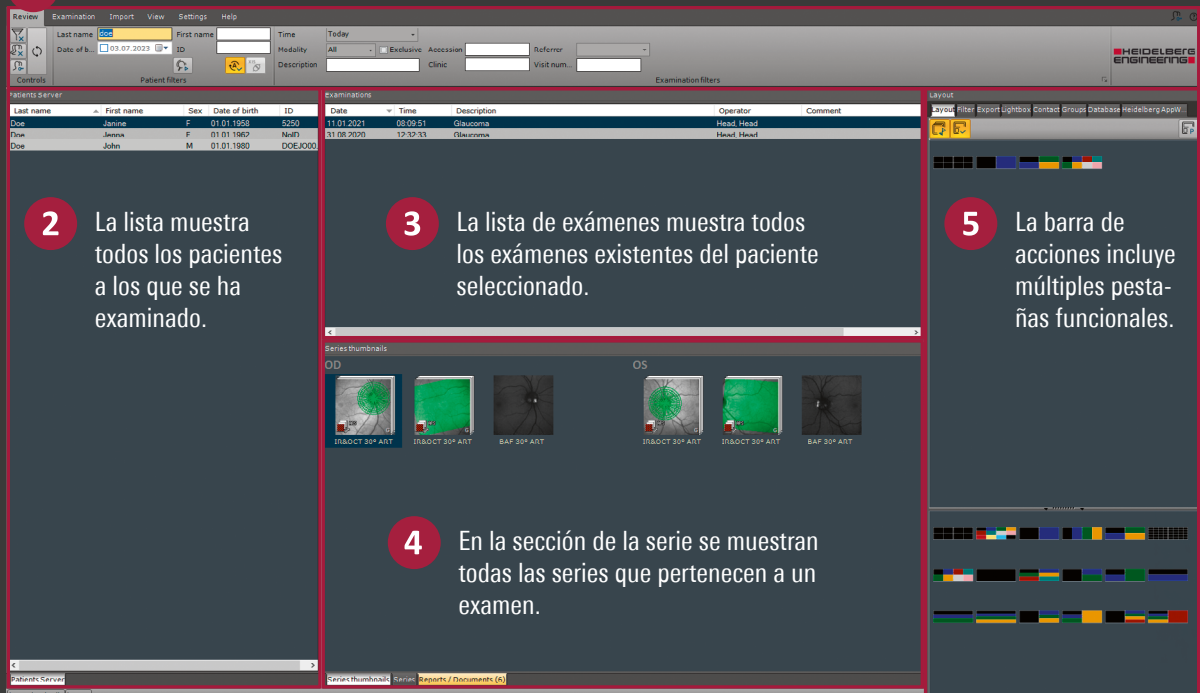 Review Examination Import View Settings Help
Last name doe First name Time Today
Date of b... 03.07.2023 ID Modality All Exclusive Accession Referrer
Description Clinic Visit num...
Controls Patient filters Examination filters
HEIDELBERG
ENGINEERING
Patients Server
Last name First name Sex Date of birth ID
Doe Janine F 01.01.1958 5250
Doe Jenna F 01.01.1962 NoID
Doe John M 01.01.1980 DOEJO00.
2
La lista muestra
todos los pacientes
a los que se ha
examinado.
Patients Server
Examinations
Date Time Description Operator Comment
11.01.2021 08:09:51 Glaucoma Head, Head
31.08.2020 12:32:33 Glaucoma Head, Head
3
La lista de exámenes muestra todos
los exámenes existentes del paciente
seleccionado.
Series thumbnails
OD OS
IR&OCT 30° ART IR&OCT 30° ART BAF 30° ART IR&OCT 30° ART IR&OCT 30° ART BAF 30° ART
4
En la sección de la serie se muestran
todas las series que pertenecen a un
examen.
Series thumbnails Series Reports / Documents (6)
Layout
Layout Filter Export Lightbox Contact Groups Database Heidelberg AppW
5
La barra de
acciones incluye
múltiples pesta-
ñas funcionales.